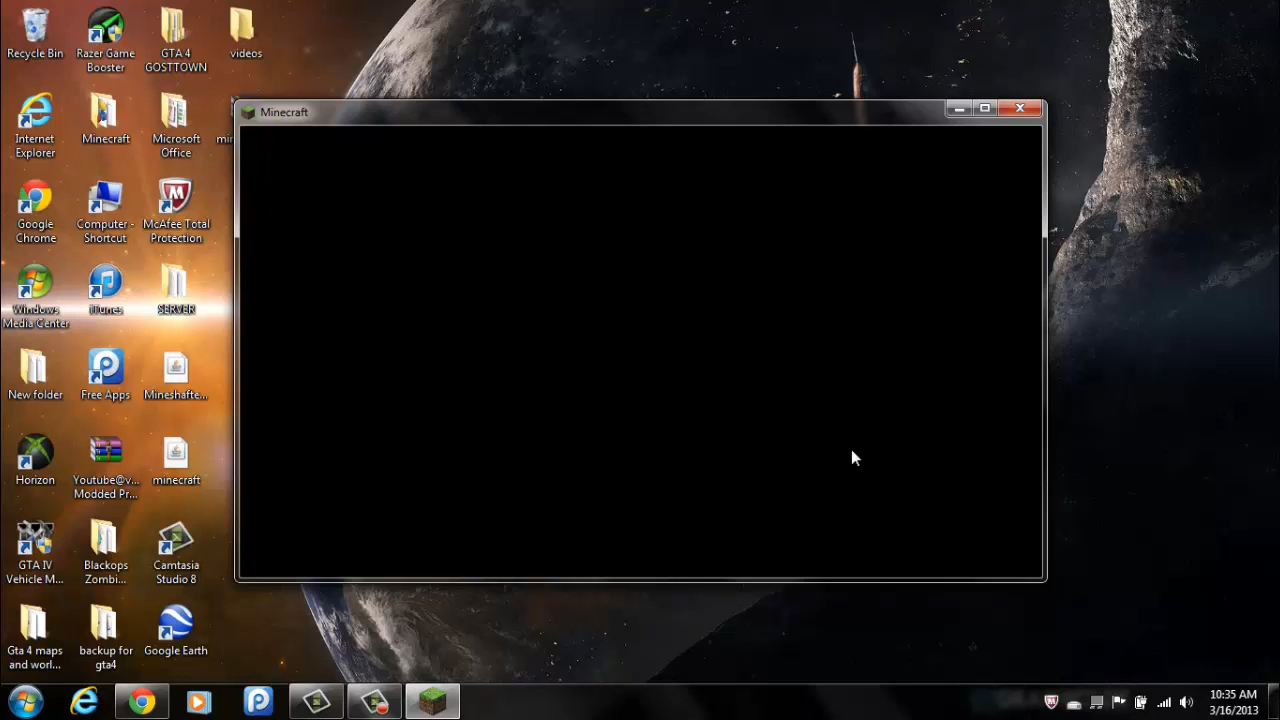 Recycle Bin
Razer Game
Booster
GTA 4
GOSTTOWN
videos
Minecraft
Internet
Explorer
Minecraft
Microsoft
Office
Google
Chrome
Computer -
Shortcut
McAfee Total
Protection
Windows
Media Center
iTunes
SERVER
New folder
Free Apps
Mineshafte...
Horizon
Youtube@v...
Modded Pr...
minecraft
GTA IV
Vehicle M...
Blackops
Zombi...
Camtasia
Studio 8
Gta 4 maps
and worl...
backup for
gta4
Google Earth
10:35 AM
3/16/2013